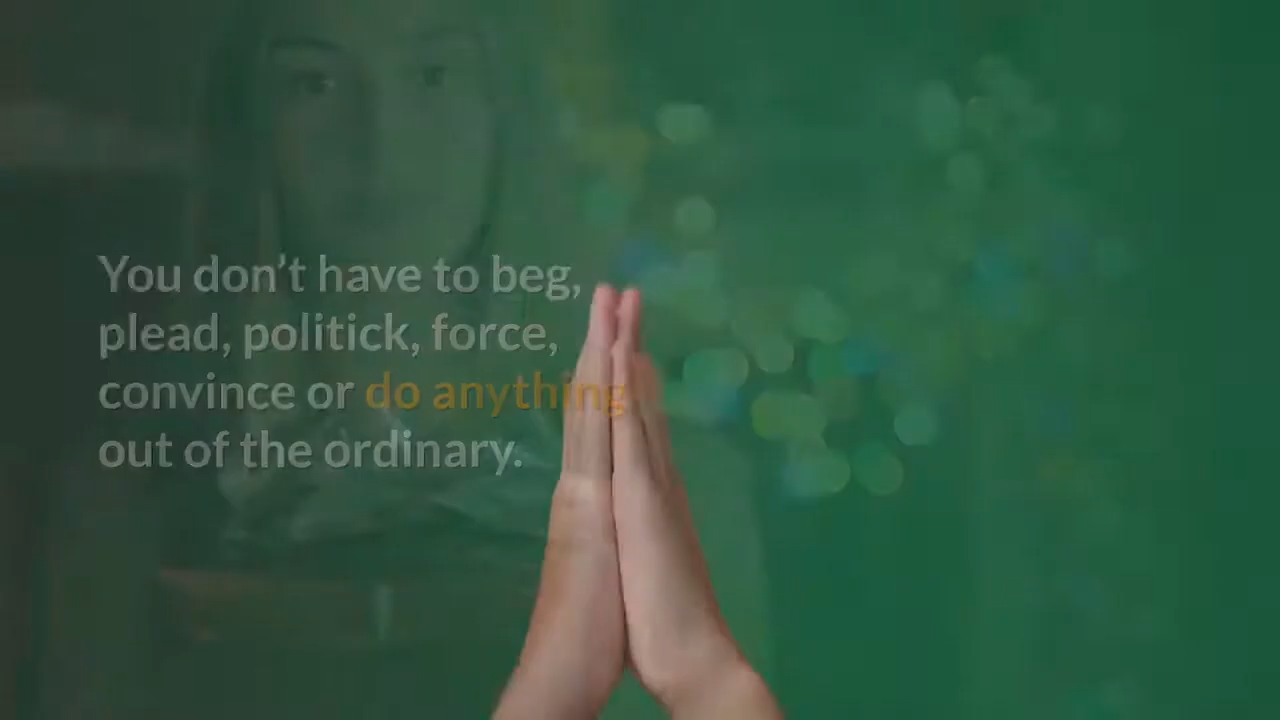 You don’t have to beg,
plead, politick, force,
convince or do anything
out of the ordinary.